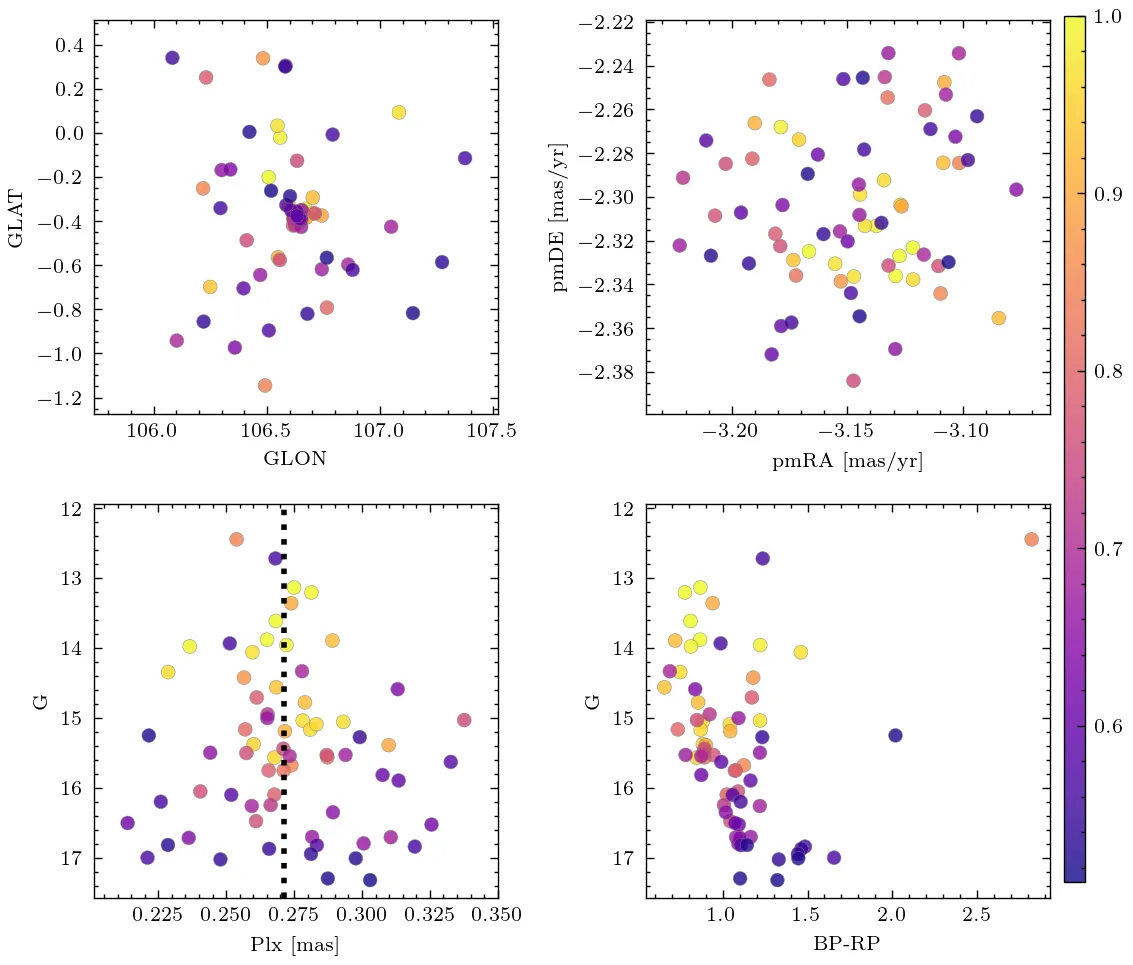 0.4
0.2
0.0
−0.2
−0.4
−0.6
−0.8
−1.0
−1.2
GLAT
106.0 106.5 107.0 107.5
GLON
−2.22
−2.24
−2.26
−2.28
−2.30
−2.32
−2.34
−2.36
−2.38
pmDE [mas/yr]
−3.20 −3.15 −3.10
pmRA [mas/yr]
1.0
0.9
0.8
0.7
0.6
12
13
14
15
16
17
G
0.225 0.250 0.275 0.300 0.325 0.350
Plx [mas]
12
13
14
15
16
17
G
1.0 1.5 2.0 2.5
BP-RP